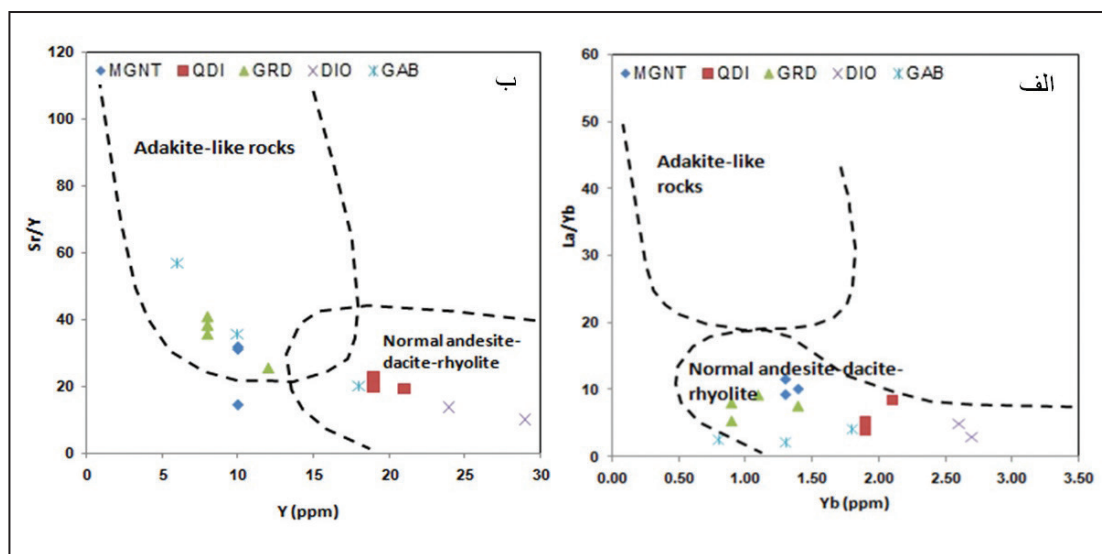 120
100
80
60
40
20
0
0 5 10 15 20 25 30
Sr/Y
Y (ppm)
MGNT QDI GRD DIO GAB
ب
Adakite-like rocks
Normal andesite-
dacite-rhyolite
60
50
40
30
20
10
0
0.00 0.50 1.00 1.50 2.00 2.50 3.00 3.50
La/Yb
Yb (ppm)
MGNT QDI GRD DIO GAB
الف
Adakite-like
rocks
Normal andesite-dacite-
rhyolite